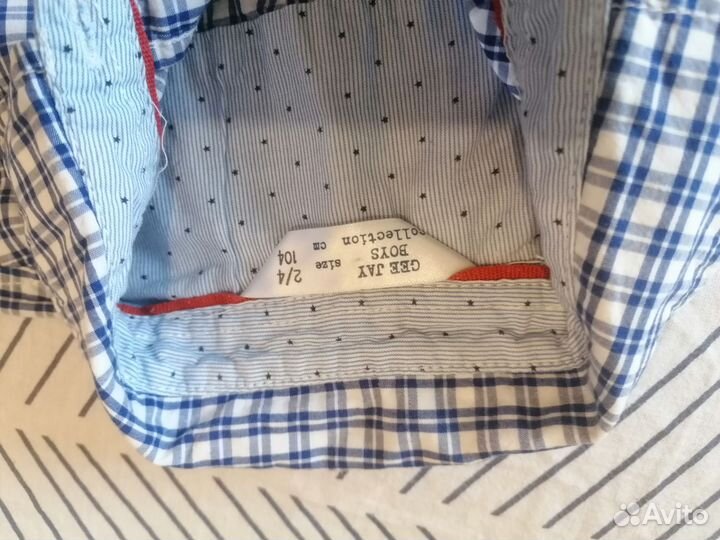 GEE JAY
BOYS
collection
size cm
2/4 104
Avito